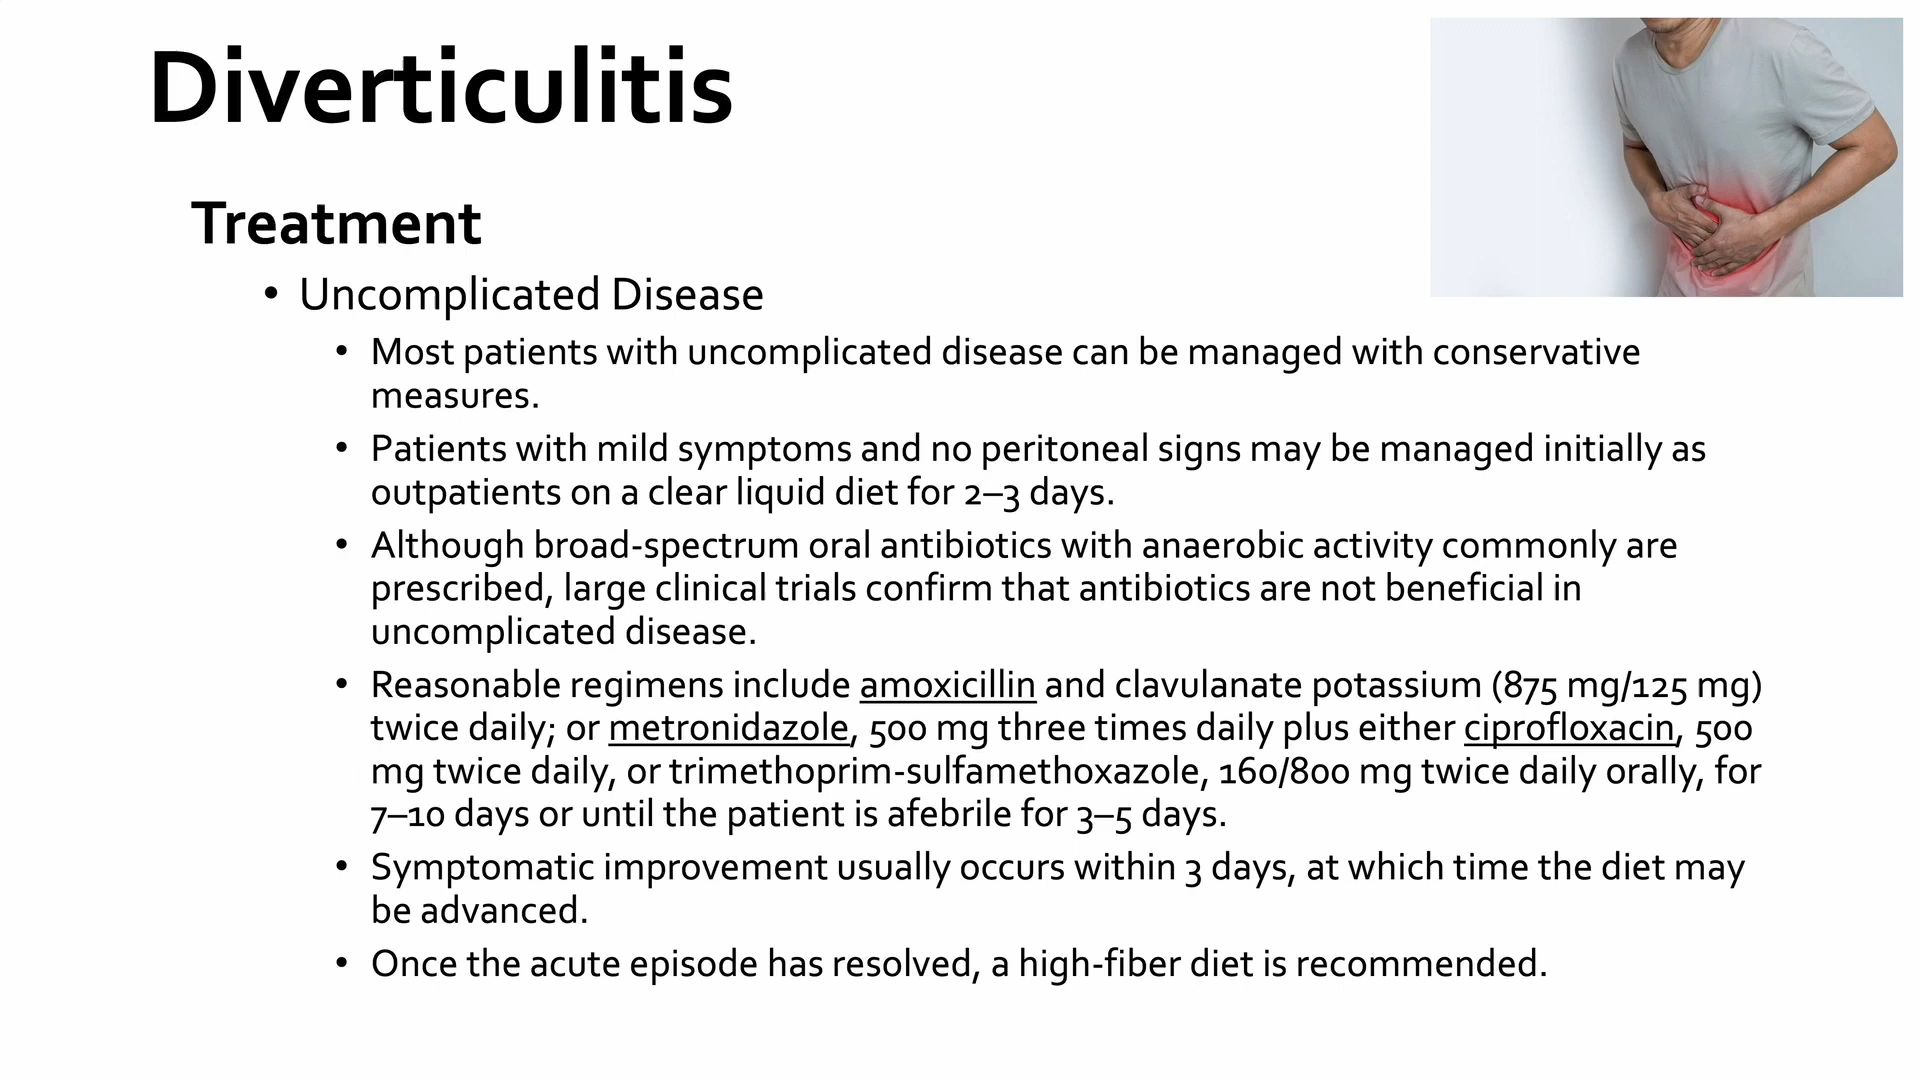 Diverticulitis
Treatment
• Uncomplicated Disease
• Most patients with uncomplicated disease can be managed with conservative
measures.
• Patients with mild symptoms and no peritoneal signs may be managed initially as
outpatients on a clear liquid diet for 2–3 days.
• Although broad-spectrum oral antibiotics with anaerobic activity commonly are
prescribed, large clinical trials confirm that antibiotics are not beneficial in
uncomplicated disease.
• Reasonable regimens include amoxicillin and clavulanate potassium (875 mg/125 mg)
twice daily; or metronidazole, 500 mg three times daily plus either ciprofloxacin, 500
mg twice daily, or trimethoprim-sulfamethoxazole, 160/800 mg twice daily orally, for
7–10 days or until the patient is afebrile for 3–5 days.
• Symptomatic improvement usually occurs within 3 days, at which time the diet may
be advanced.
• Once the acute episode has resolved, a high-fiber diet is recommended.